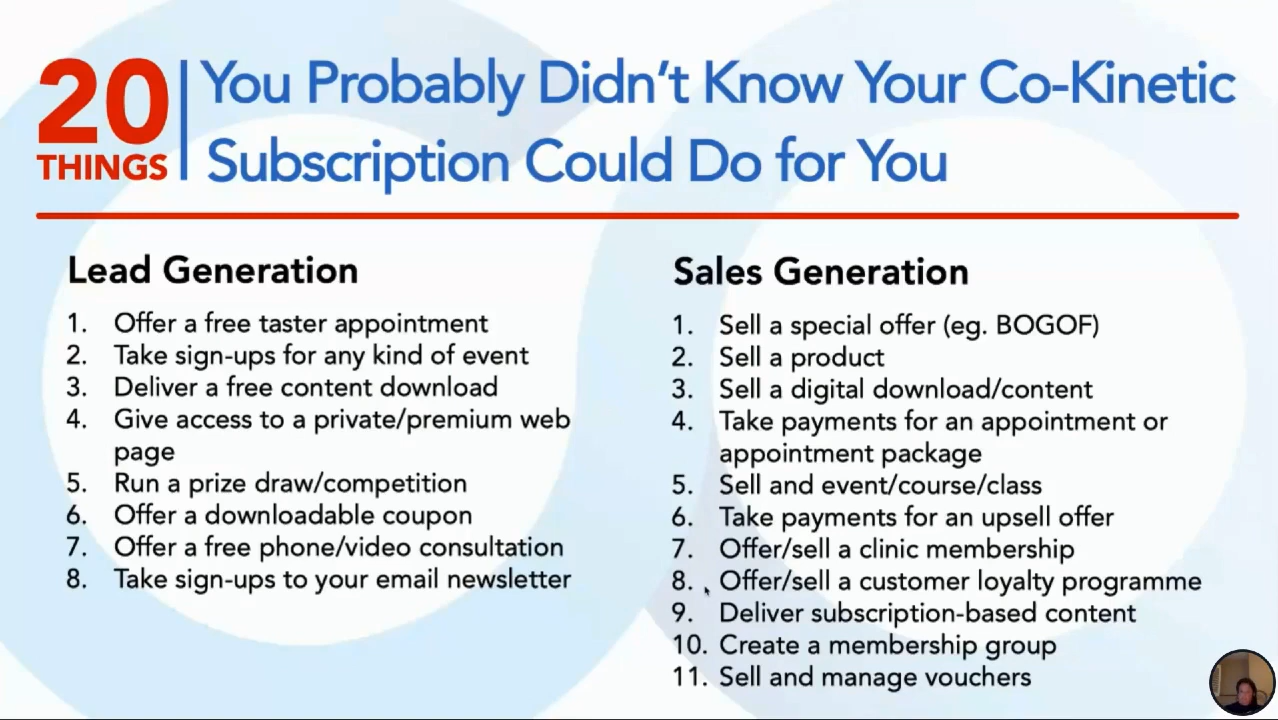 20
THINGS
You Probably Didn't Know Your Co-Kinetic
Subscription Could Do for You
Lead Generation
1. Offer a free taster appointment
2. Take sign-ups for any kind of event
3. Deliver a free content download
4. Give access to a private/premium web
page
5. Run a prize draw/competition
6. Offer a downloadable coupon
7. Offer a free phone/video consultation
8. Take sign-ups to your email newsletter
Sales Generation
1. Sell a special offer (eg. BOGOF)
2. Sell a product
3. Sell a digital download/content
4. Take payments for an appointment or
appointment package
5. Sell and event/course/class
6. Take payments for an upsell offer
7. Offer/sell a clinic membership
8. Offer/sell a customer loyalty programme
9. Deliver subscription-based content
10. Create a membership group
11. Sell and manage vouchers